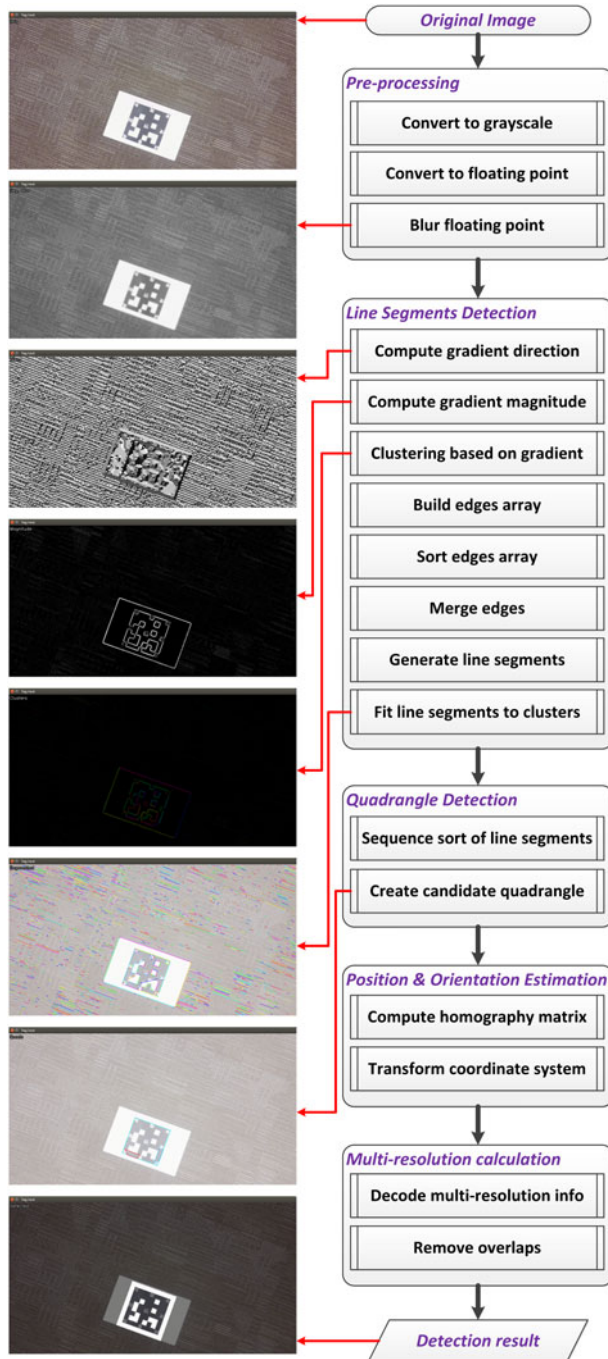 Original Image
Pre-processing
Convert to grayscale
Convert to floating point
Blur floating point
Line Segments Detection
Compute gradient direction
Compute gradient magnitude
Clustering based on gradient
Build edges array
Sort edges array
Merge edges
Generate line segments
Fit line segments to clusters
Quadrangle Detection
Sequence sort of line segments
Create candidate quadrangle
Position & Orientation Estimation
Compute homography matrix
Transform coordinate system
Multi-resolution calculation
Decode multi-resolution info
Remove overlaps
Detection result
Magnitude
Clusters